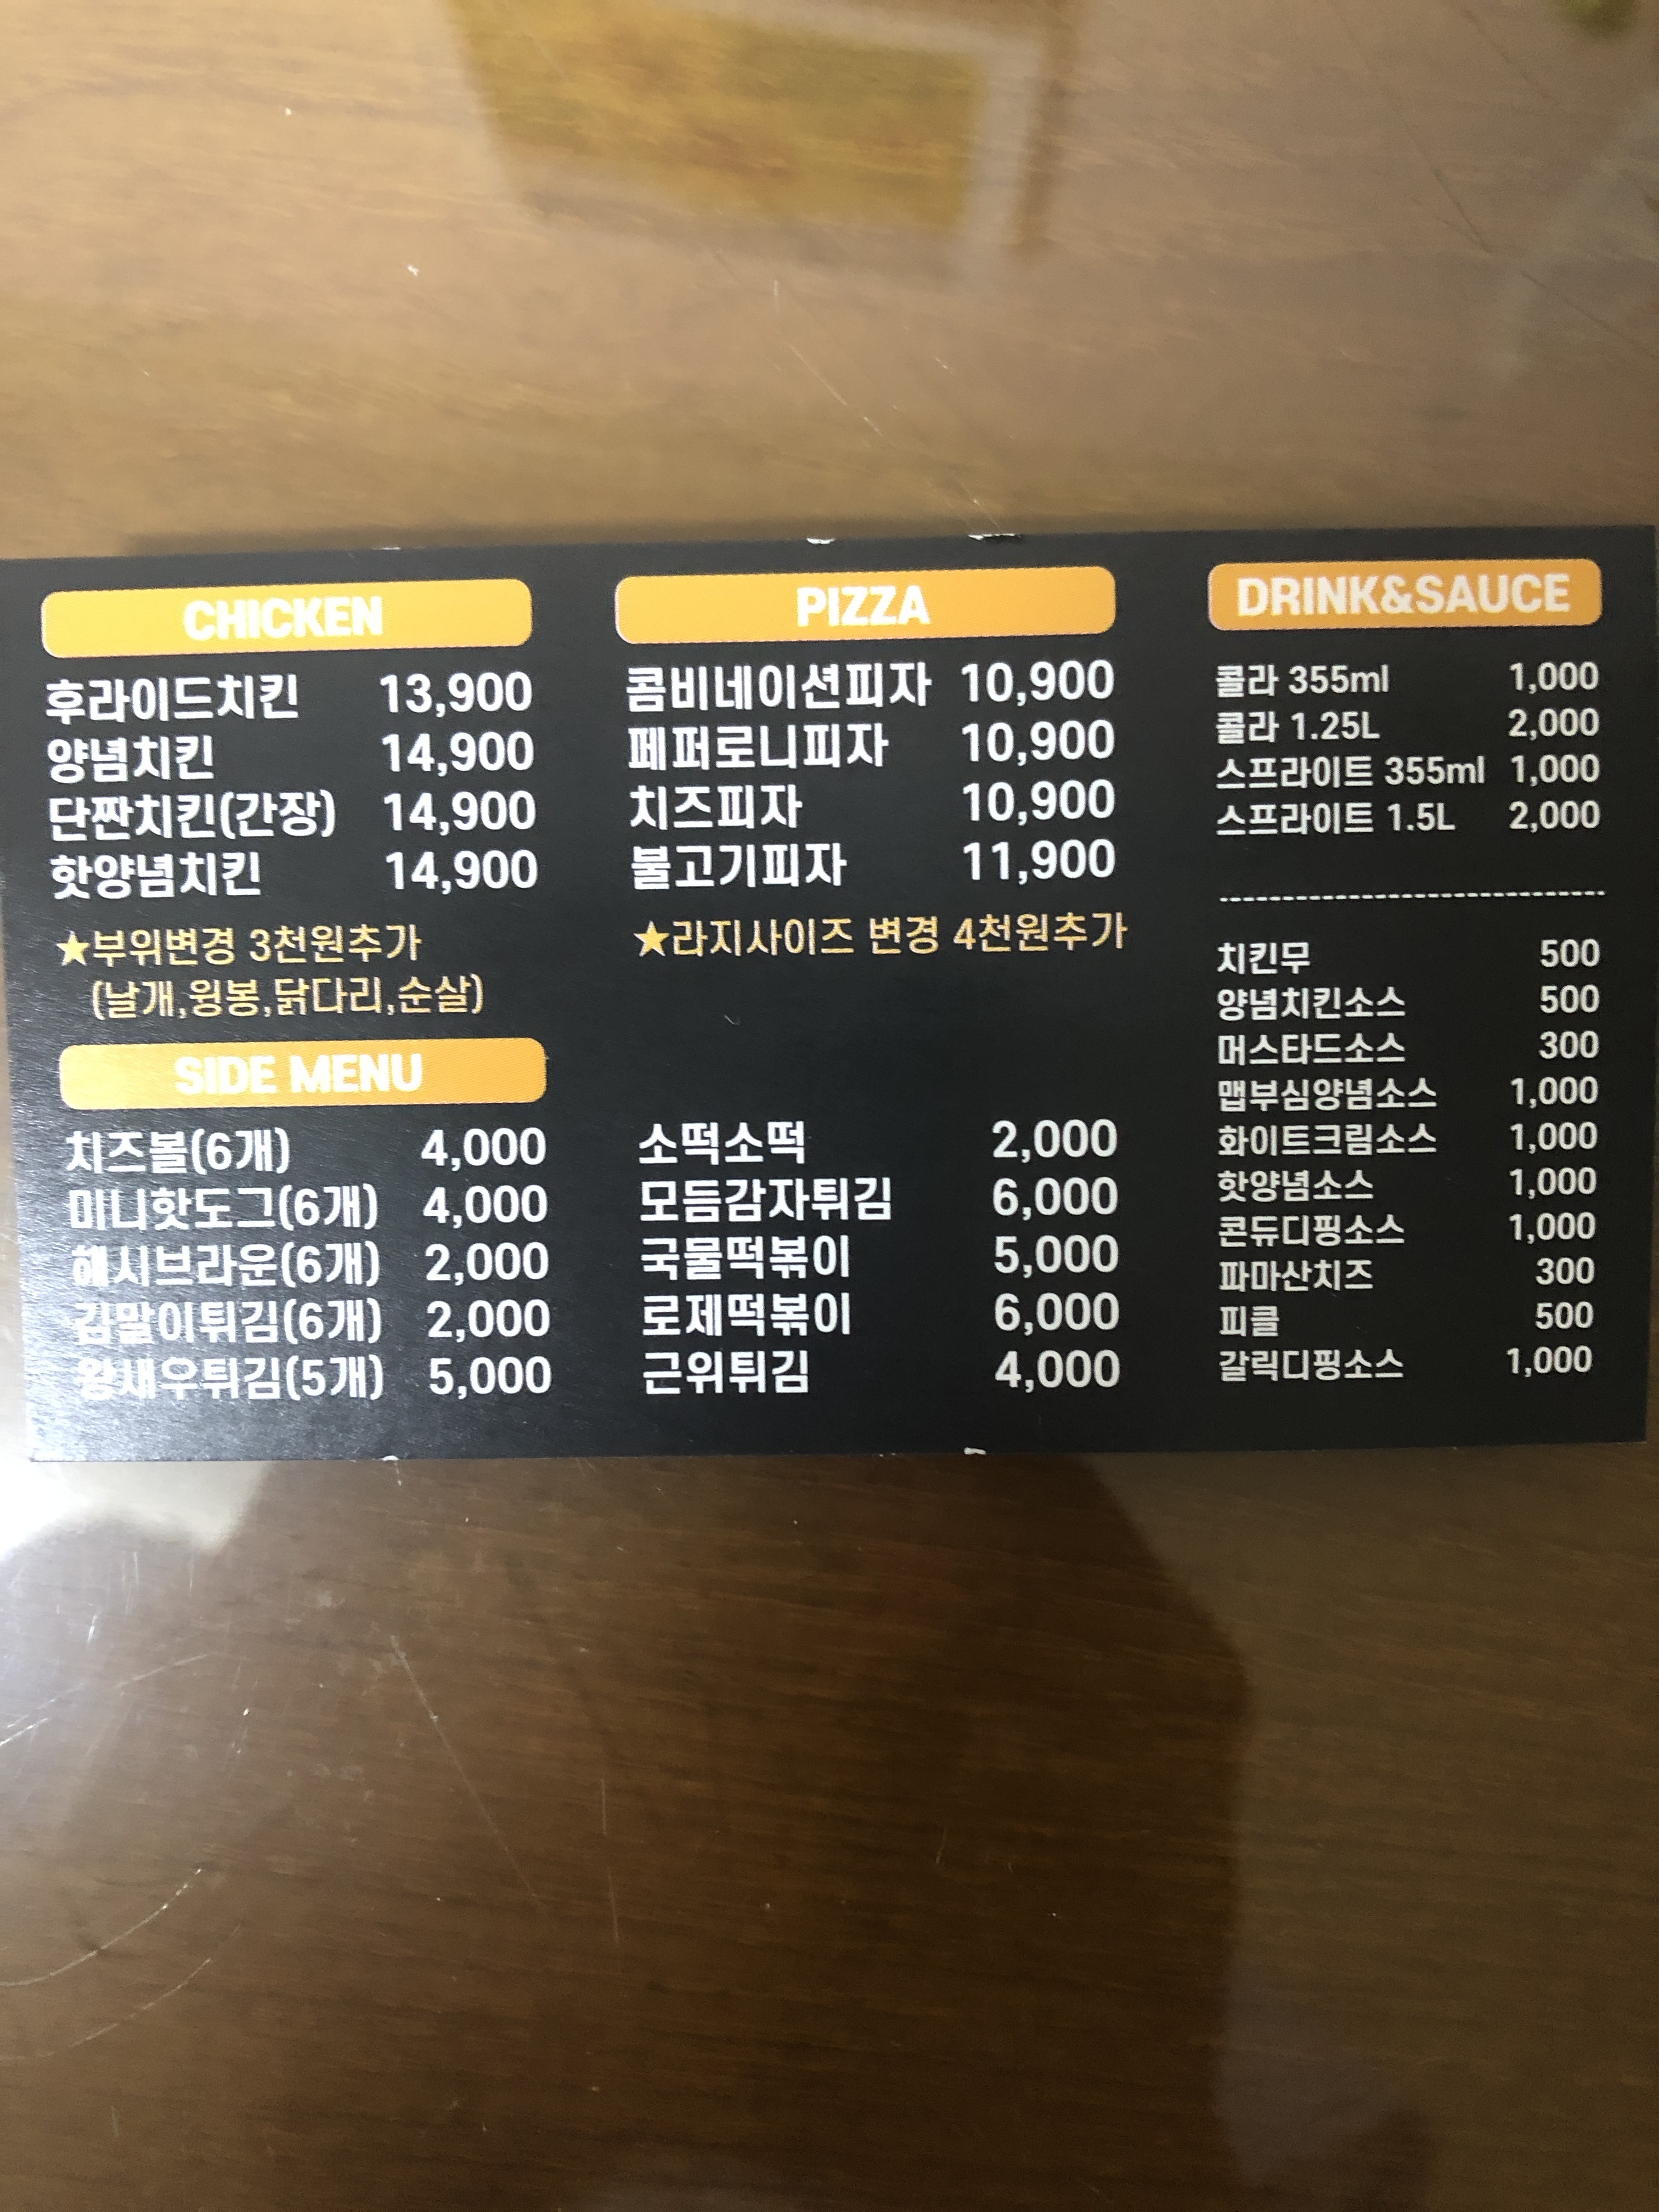 CHICKEN
후라이드치킨 13,900
양념치킨 14,900
단짠치킨(간장) 14,900
핫양념치킨 14,900
★부위변경 3천원추가
(날개,윙봉,닭다리,순살)
PIZZA
콤비네이션피자 10,900
페퍼로니피자 10,900
치즈피자 10,900
불고기피자 11,900
★라지사이즈 변경 4천원추가
SIDE MENU
치즈볼(6개) 4,000
미니핫도그(6개) 4,000
해시브라운(6개) 2,000
김말이튀김(6개) 2,000
왕새우튀김(5개) 5,000
소떡소떡 2,000
모듬감자튀김 6,000
국물떡볶이 5,000
로제떡볶이 6,000
근위튀김 4,000
DRINK&SAUCE
콜라 355ml 1,000
콜라 1.25L 2,000
스프라이트 355ml 1,000
스프라이트 1.5L 2,000
치킨무 500
양념치킨소스 500
머스타드소스 300
맵부심양념소스 1,000
화이트크림소스 1,000
핫양념소스 1,000
콘듀디핑소스 1,000
파마산치즈 300
피클 500
갈릭디핑소스 1,000